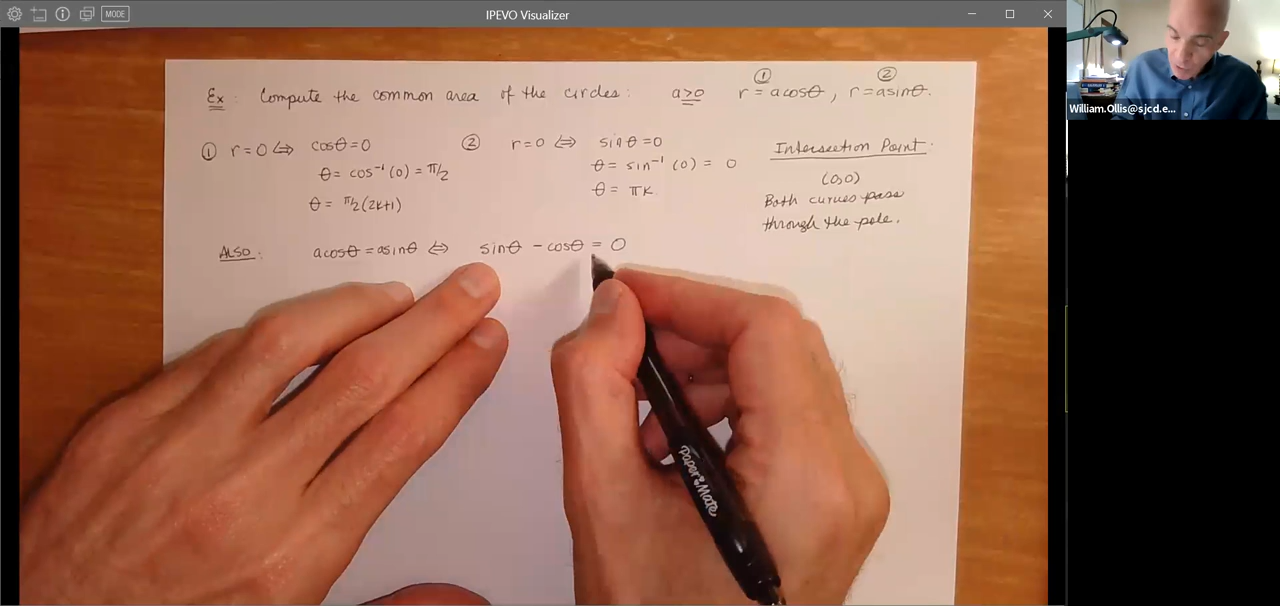 MODE
IPEVO Visualizer
Ex: Compute the common area of the circles: a>0 r = acosθ, r = asinθ.
① ②
① r=0 ⇔ cosθ=0
θ= cos⁻¹(0) = π/2
θ = π/2(2k+1)
② r=0 ⇔ sinθ=0
θ= sin⁻¹(0) = 0
θ = πk
Intersection Point.
(0,0)
Both curves pass
through the pole.
ALSO: acosθ = asinθ ⇔ sinθ - cosθ = 0
Paper Mate
William.Ollis@sjcd.e...